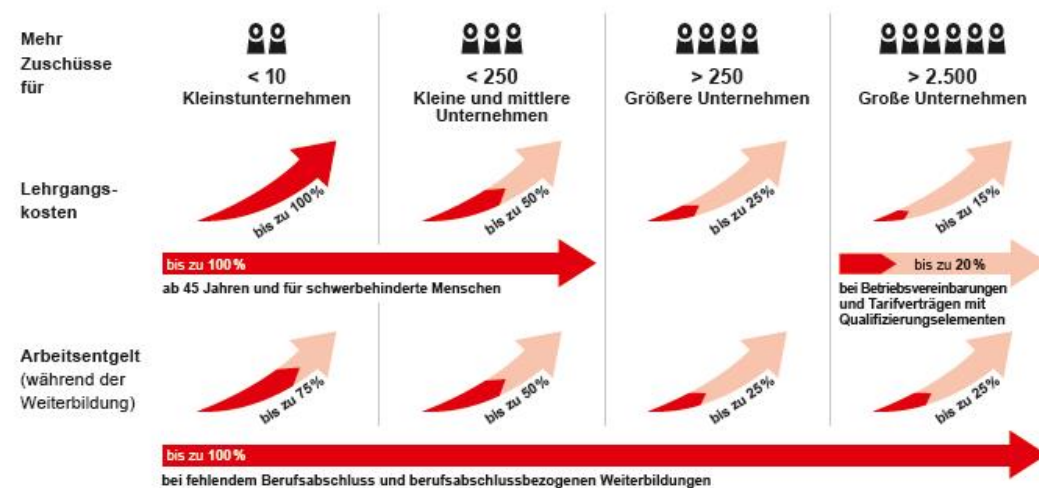 Mehr
Zuschüsse
für
< 10
Kleinstunternehmen
< 250
Kleine und mittlere
Unternehmen
> 250
Größere Unternehmen
> 2.500
Große Unternehmen
Lehrgangs-
kosten
bis zu 100%
bis zu 50%
bis zu 25%
bis zu 15%
bis zu 100%
ab 45 Jahren und für schwerbehinderte Menschen
bis zu 20%
bei Betriebsvereinbarungen
und Tarifverträgen mit
Qualifizierungselementen
Arbeitsentgelt
(während der
Weiterbildung)
bis zu 75%
bis zu 50%
bis zu 25%
bis zu 25%
bis zu 100%
bei fehlendem Berufsabschluss und berufsabschlussbezogenen Weiterbildungen